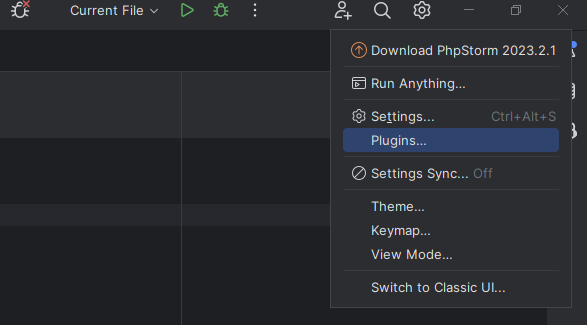 Current File
Download PhpStorm 2023.2.1
Run Anything...
Settings... Ctrl+Alt+S
Plugins...
Settings Sync... Off
Theme...
Keymap...
View Mode...
Switch to Classic UI...